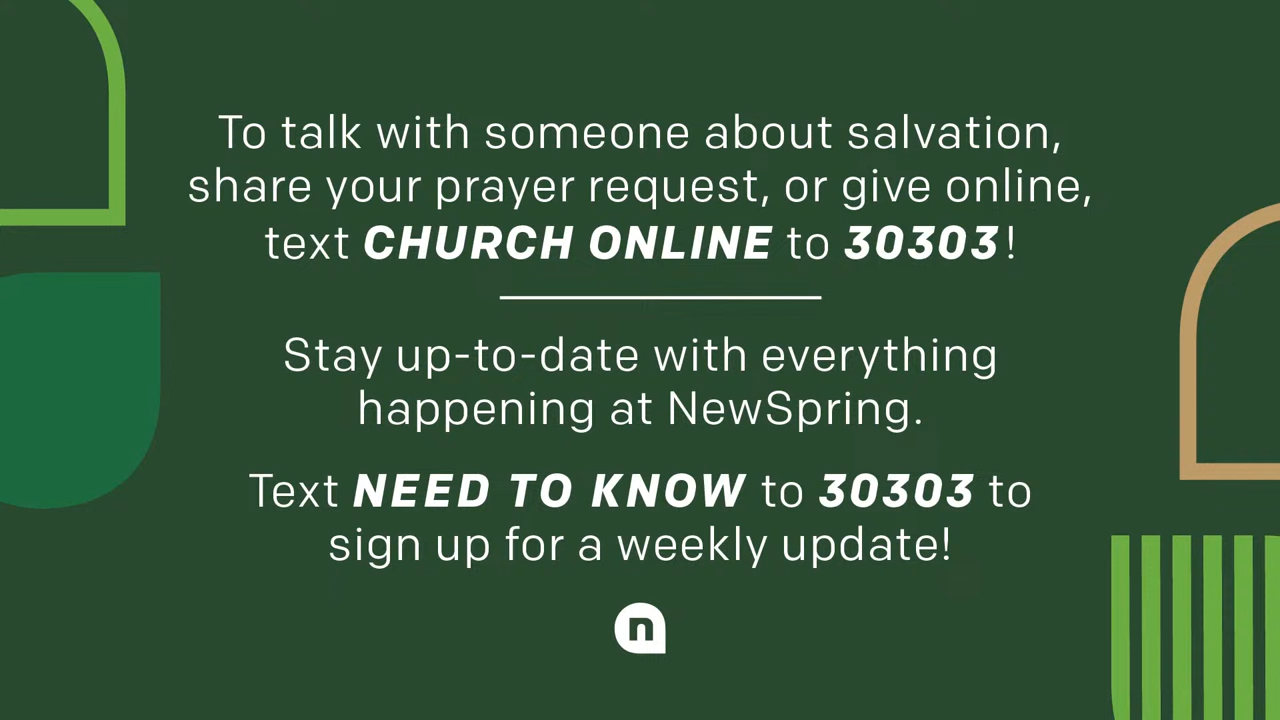 To talk with someone about salvation,
share your prayer request, or give online,
text CHURCH ONLINE to 30303!
Stay up-to-date with everything
happening at NewSpring.
Text NEED TO KNOW to 30303 to
sign up for a weekly update!
n